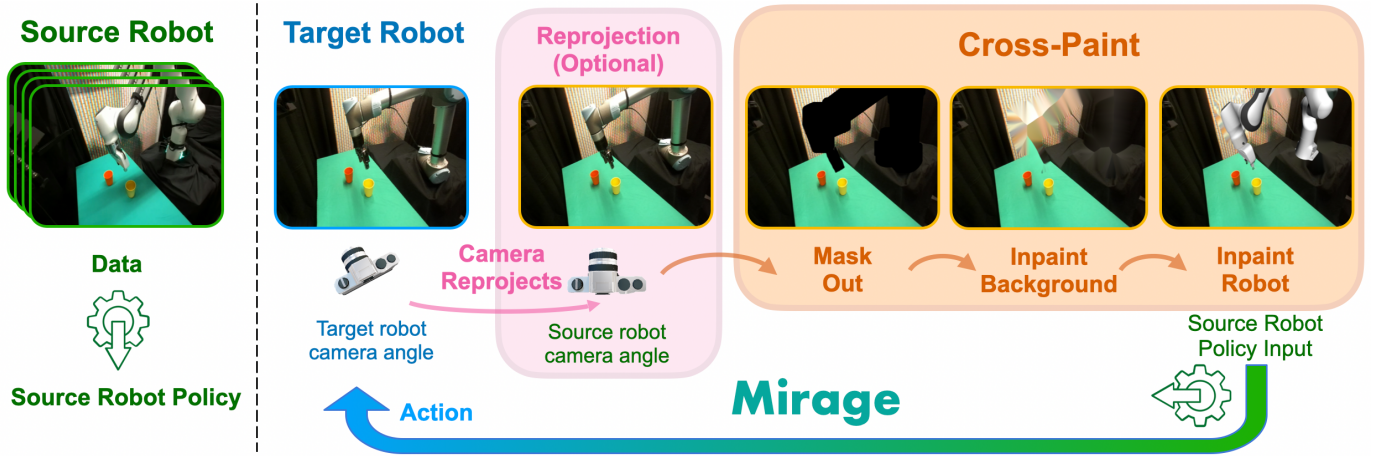 Source Robot
Data
Source Robot Policy
Target Robot
Target robot
camera angle
Reprojection
(Optional)
Camera
Reprojects
Source robot
camera angle
Cross-Paint
Mask
Out
Inpaint
Background
Inpaint
Robot
Source Robot
Policy Input
Mirage
Action